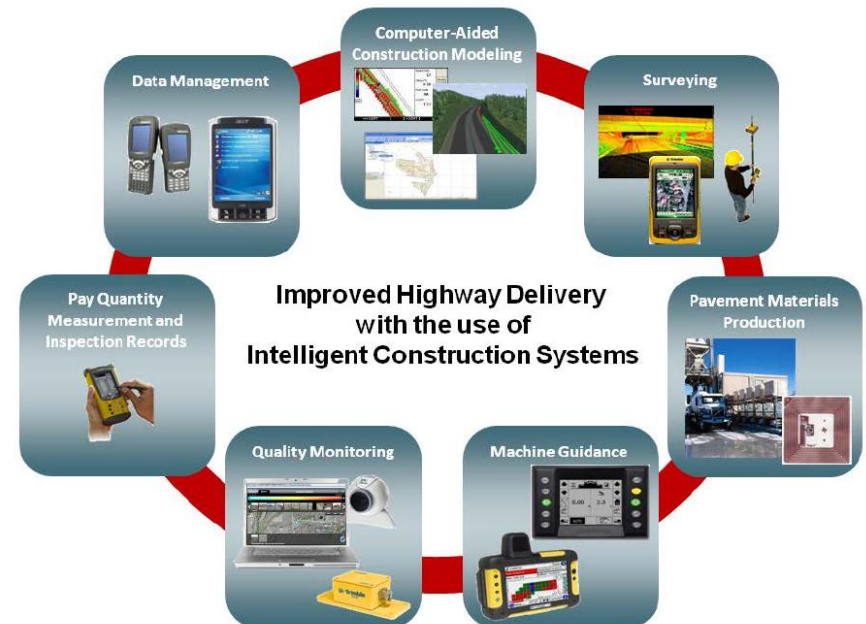 Computer-Aided
Construction Modeling
Data Management
Surveying
Pay Quantity
Measurement and
Inspection Records
Improved Highway Delivery
with the use of
Intelligent Construction Systems
Pavement Materials
Production
Quality Monitoring
Machine Guidance
Trimble